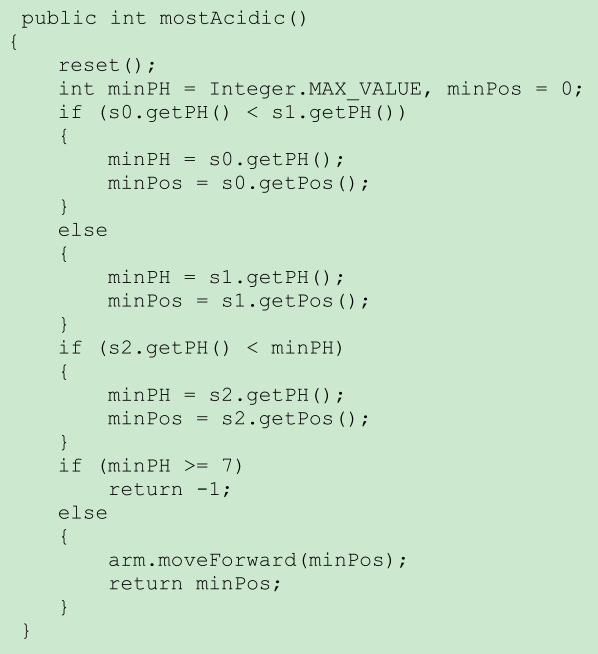 public int mostAcidic()
{
    reset();
    int minPH = Integer.MAX_VALUE, minPos = 0;
    if (s0.getPH() < s1.getPH())
    {
        minPH = s0.getPH();
        minPos = s0.getPos();
    }
    else
    {
        minPH = s1.getPH();
        minPos = s1.getPos();
    }
    if (s2.getPH() < minPH)
    {
        minPH = s2.getPH();
        minPos = s2.getPos();
    }
    if (minPH >= 7)
        return -1;
    else
    {
        arm.moveForward(minPos);
        return minPos;
    }
}